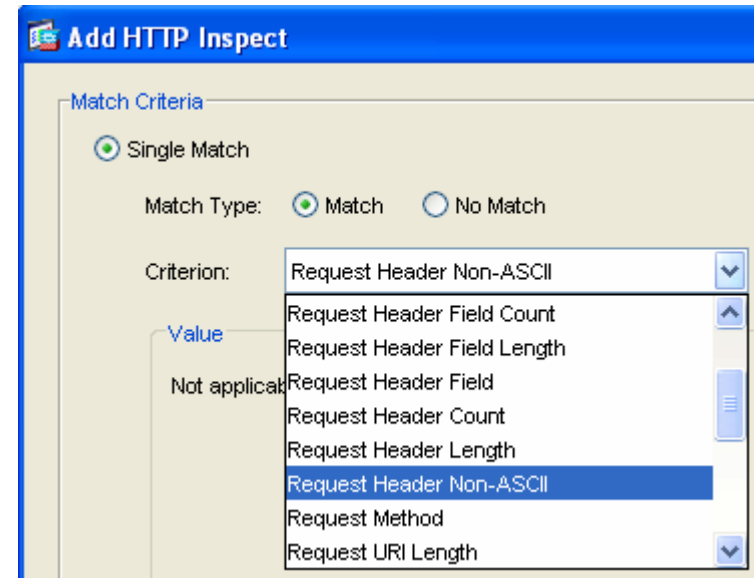 Add HTTP Inspect
Match Criteria
Single Match
Match Type: Match No Match
Criterion: Request Header Non-ASCII
Request Header Field Count
Value
Request Header Field Length
Not applicab
Request Header Field
Request Header Count
Request Header Length
Request Header Non-ASCII
Request Method
Request URI Length